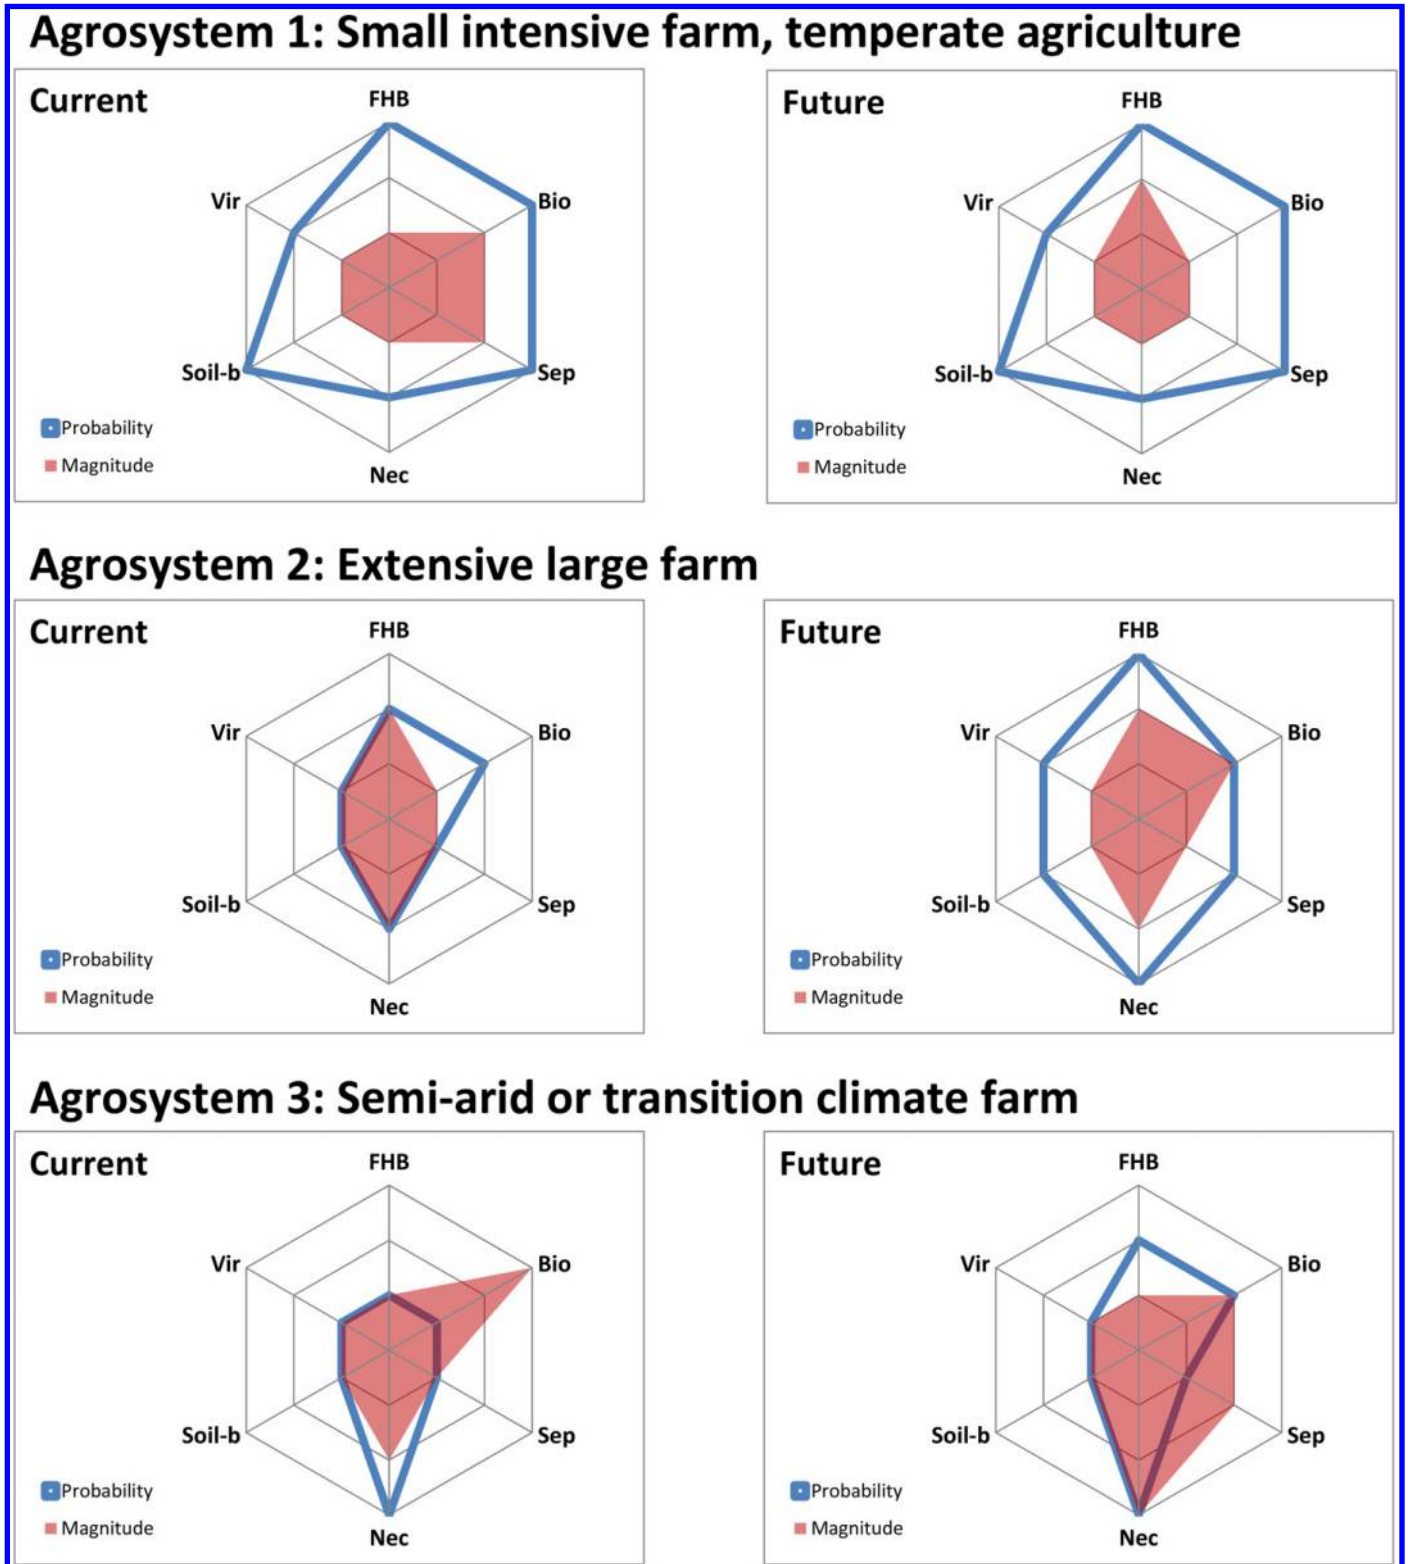 Agrosystem 1: Small intensive farm, temperate agriculture
Current
FHB
Vir
Bio
Soil-b
Sep
Probability
Magnitude
Nec
Future
FHB
Vir
Bio
Soil-b
Sep
Probability
Magnitude
Nec
Agrosystem 2: Extensive large farm
Current
FHB
Vir
Bio
Soil-b
Sep
Probability
Magnitude
Nec
Future
FHB
Vir
Bio
Soil-b
Sep
Probability
Magnitude
Nec
Agrosystem 3: Semi-arid or transition climate farm
Current
FHB
Vir
Bio
Soil-b
Sep
Probability
Magnitude
Nec
Future
FHB
Vir
Bio
Soil-b
Sep
Probability
Magnitude
Nec